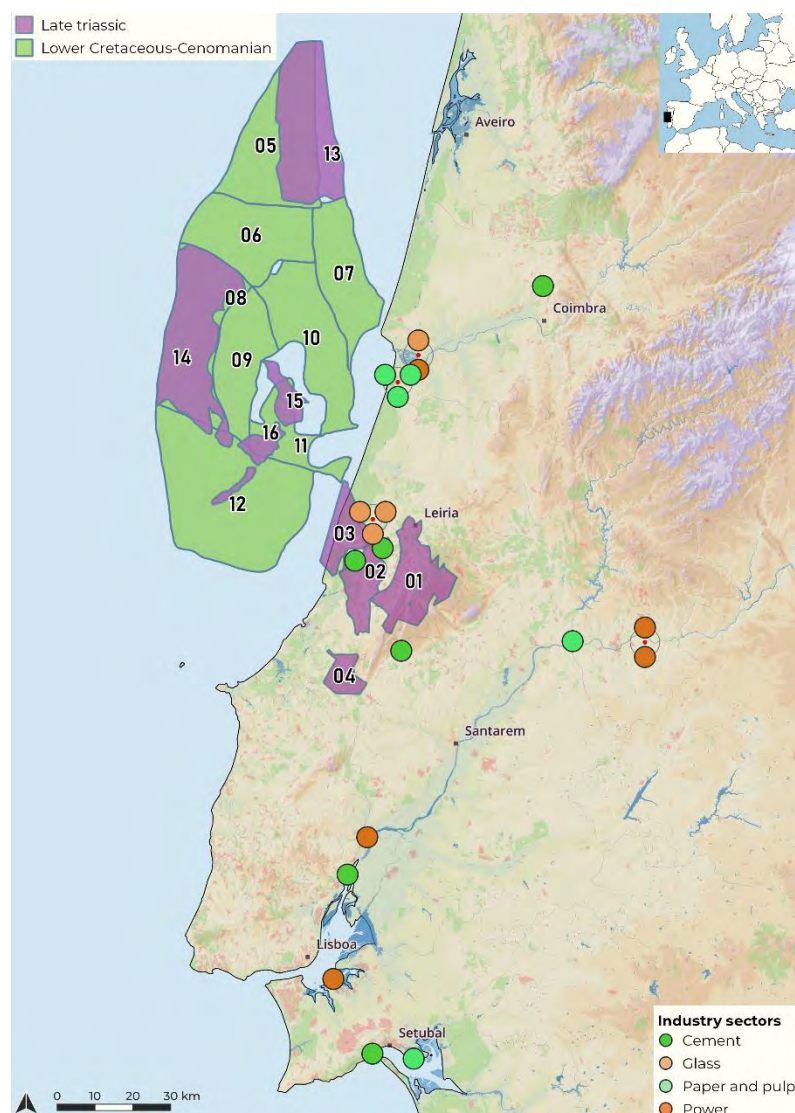 Late triassic
Lower Cretaceous-Cenomanian
Aveiro
05
13
06
07
08
10
Coimbra
14
09
15
16
11
12
Leiria
03
02
01
04
Santarem
Lisboa
Setubal
Industry sectors
Cement
Glass
Paper and pulp
Power
0 10 20 30 km